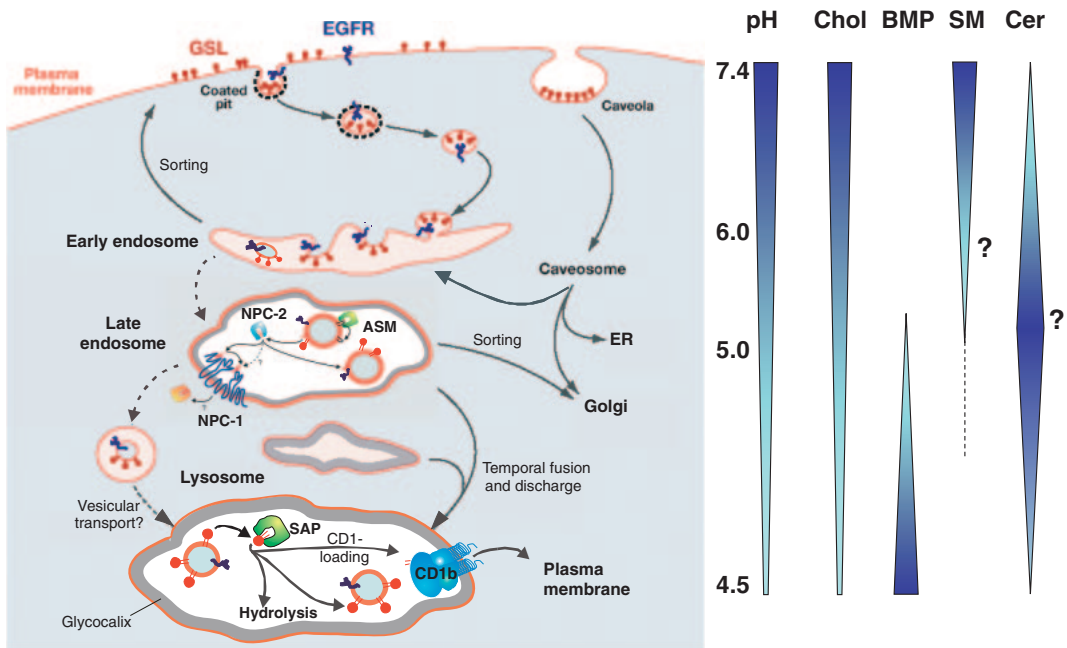 pH Chol BMP SM Cer
EGFR
GSL
Plasma
membrane
Coated
pit
Caveola
7.4
Sorting
Early endosome
6.0
?
Caveosome
Late
endosome
NPC-2
ASM
Sorting
ER
?
5.0
NPC-1
Golgi
Lysosome
Temporal fusion
and discharge
Vesicular
transport?
SAP
CD1-
loading
CD1b
Plasma
membrane
4.5
Hydrolysis
Glycocalix